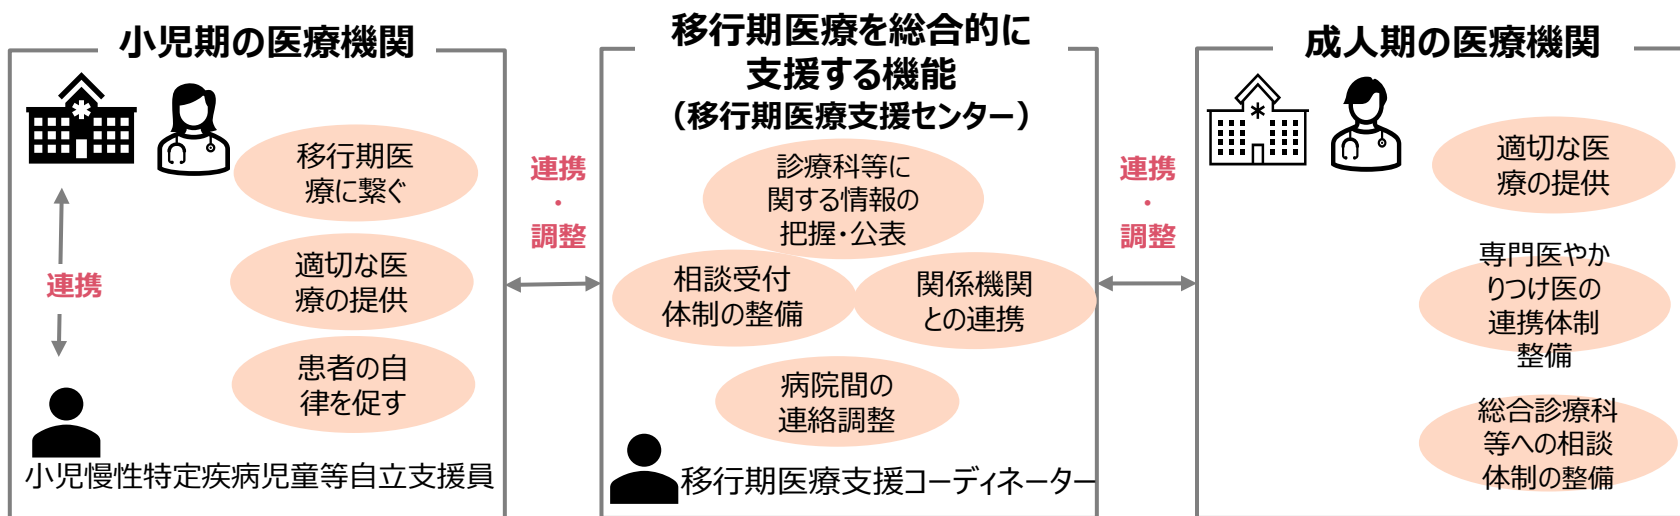 小児期の医療機関
移行期医
療に繋ぐ
適切な医
療の提供
患者の自
律を促す
連携
小児慢性特定疾病児童等自立支援員
連携
・
調整
移行期医療を総合的に
支援する機能
（移行期医療支援センター）
診療科等に
関する情報の
把握・公表
相談受付
体制の整備
関係機関
との連携
病院間の
連絡調整
移行期医療支援コーディネーター
連携
・
調整
成人期の医療機関
適切な医
療の提供
専門医やか
りつけ医の
連携体制
整備
総合診療科
等への相談
体制の整備